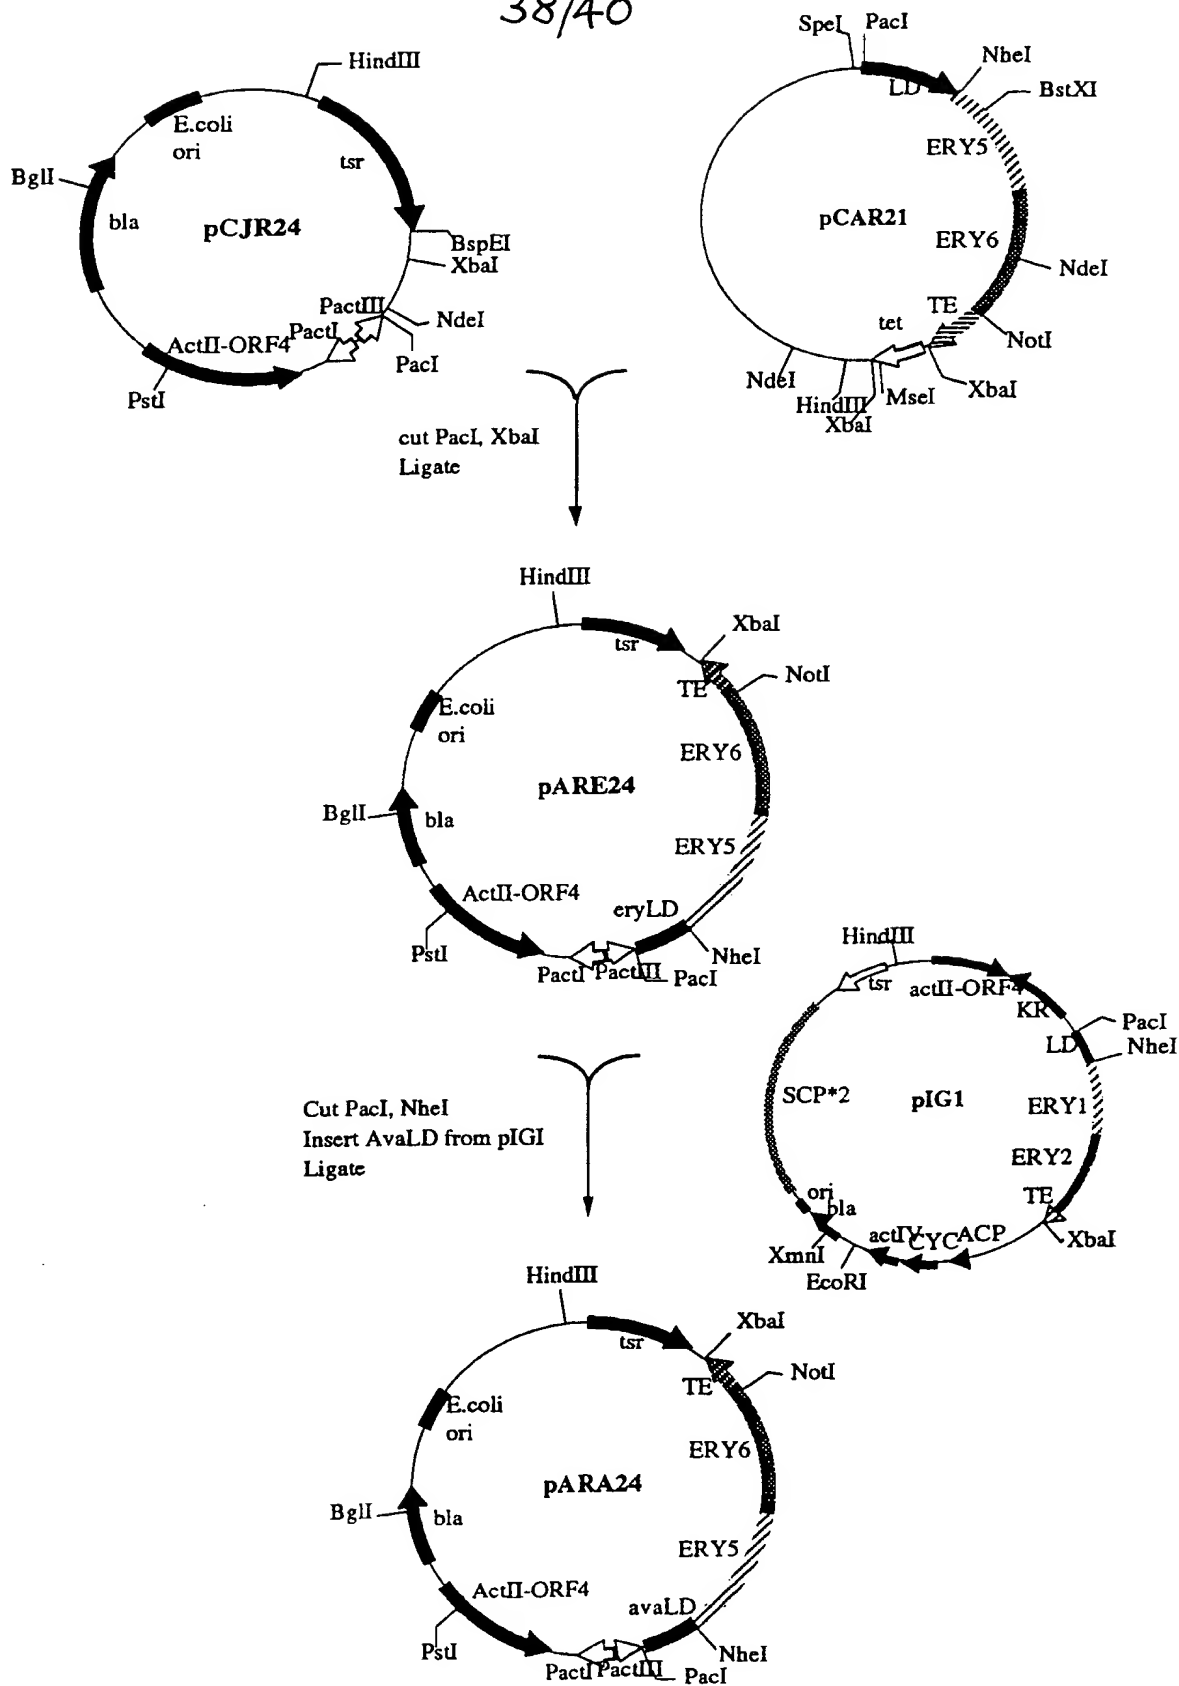 38/40
HindIII
E.coli
ori
tsr
BglI
bla
pCJR24
BspEI
XbaI
PactIII
NdeI
PactI
ActII-ORF4
PacI
PstI
SpeI
PacI
LD
NheI
BstXI
ERY5
pCAR21
ERY6
NdeI
TE
tet
NotI
NdeI
HindIII
MseI
XbaI
XbaI
cut PacI, XbaI
Ligate
HindIII
tsr
XbaI
TE
NotI
E.coli
ori
ERY6
pARE24
BglI
bla
ERY5
ActII-ORF4
eryLD
PstI
NheI
PactI
PactIII
PacI
HindIII
tsr
actII-ORF4
KR
PacI
LD
NheI
SCP*2
pIG1
ERY1
ERY2
TE
ori
bla
actIV
CYC
ACP
XbaI
XmnI
EcoRI
Cut PacI, NheI
Insert AvaLD from pIGI
Ligate
HindIII
tsr
XbaI
TE
NotI
E.coli
ori
ERY6
pARA24
BglI
bla
ERY5
ActII-ORF4
avaLD
PstI
NheI
PactI
PactIII
PacI